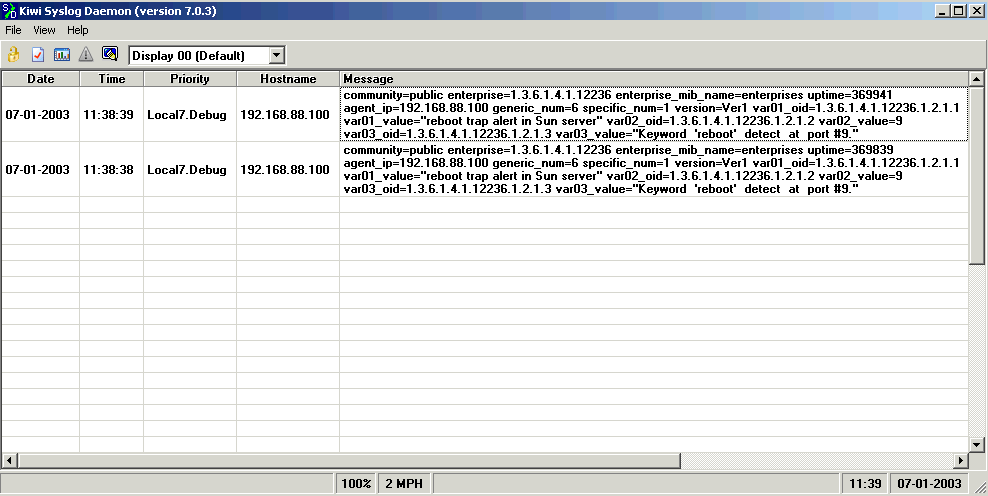 Kiwi Syslog Daemon (version 7.0.3)
File View Help
Display 00 (Default)
Date Time Priority Hostname Message
community=public enterprise=1.3.6.1.4.1.12236 enterprise_mib_name=enterprises uptime=369941
07-01-2003 11:38:39 Local7.Debug 192.168.88.100 agent_ip=192.168.88.100 generic_num=6 specific_num=1 version=Ver1 var01_oid=1.3.6.1.4.1.12236.1.2.1.1
var01_value="reboot trap alert in Sun server" var02_oid=1.3.6.1.4.1.12236.1.2.1.2 var02_value=9
var03_oid=1.3.6.1.4.1.12236.1.2.1.3 var03_value="Keyword 'reboot' detect at port #9."
community=public enterprise=1.3.6.1.4.1.12236 enterprise_mib_name=enterprises uptime=369839
07-01-2003 11:38:38 Local7.Debug 192.168.88.100 agent_ip=192.168.88.100 generic_num=6 specific_num=1 version=Ver1 var01_oid=1.3.6.1.4.1.12236.1.2.1.1
var01_value="reboot trap alert in Sun server" var02_oid=1.3.6.1.4.1.12236.1.2.1.2 var02_value=9
var03_oid=1.3.6.1.4.1.12236.1.2.1.3 var03_value="Keyword 'reboot' detect at port #9."
100% 2 MPH 11:39 07-01-2003